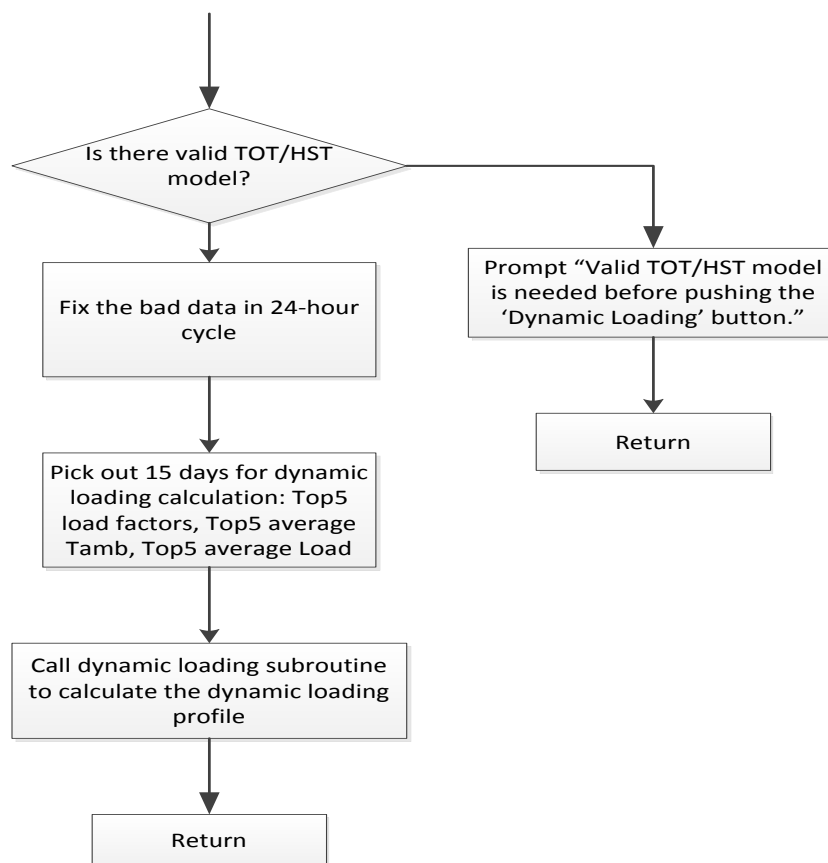 Is there valid TOT/HST
model?
Fix the bad data in 24-hour
cycle
Prompt “Valid TOT/HST model
is needed before pushing the
‘Dynamic Loading’ button.”
Return
Pick out 15 days for dynamic
loading calculation: Top5
load factors, Top5 average
Tamb, Top5 average Load
Call dynamic loading subroutine
to calculate the dynamic loading
profile
Return